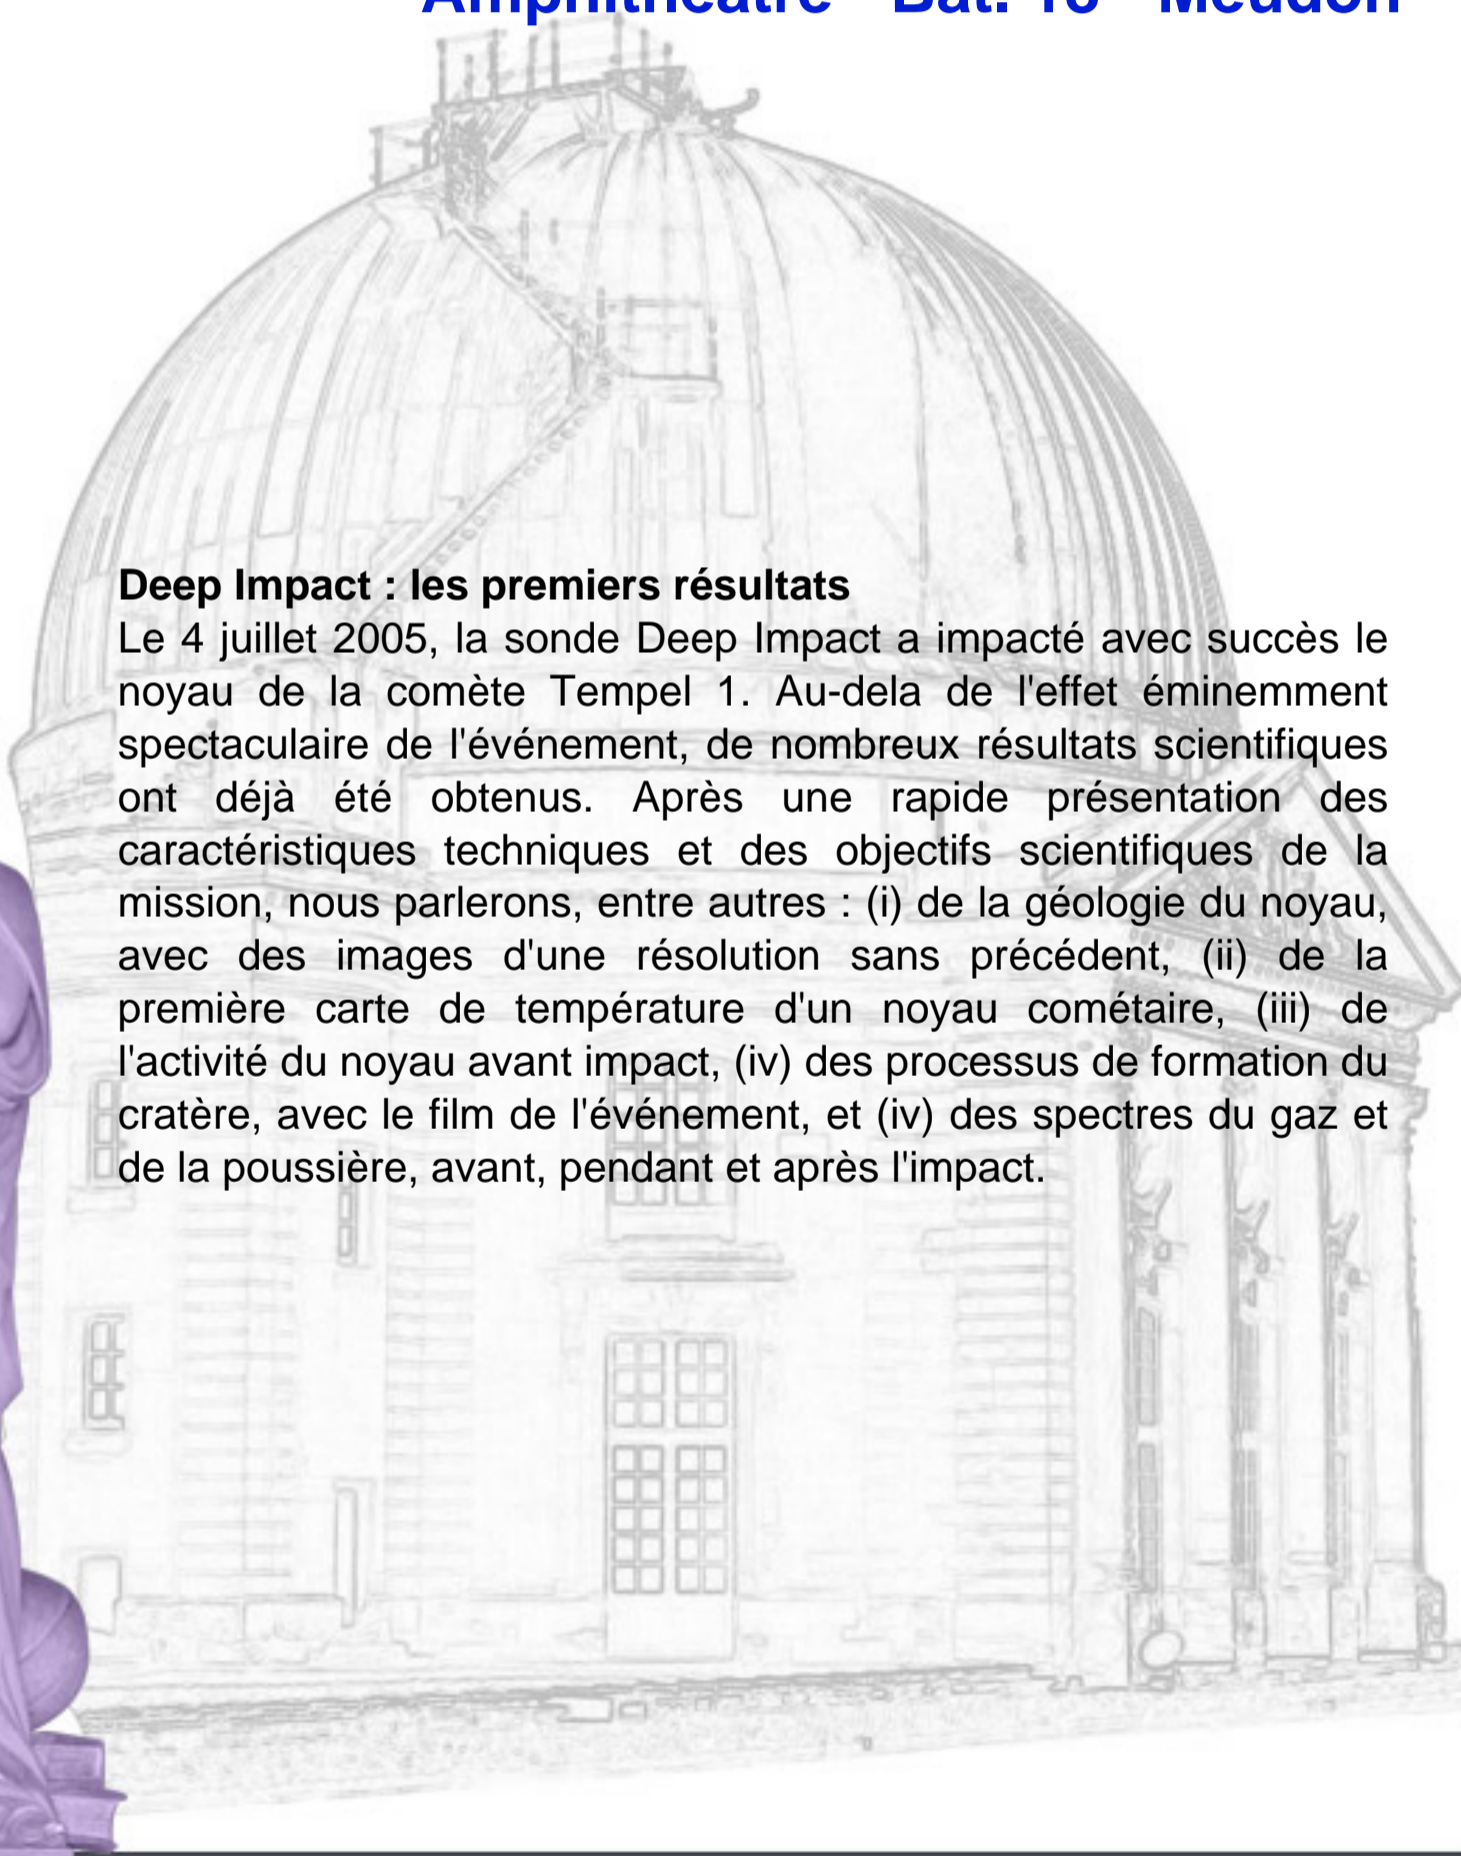 Amphithéâtre - Bât. 18 - Meudon
Deep Impact : les premiers résultats
Le 4 juillet 2005, la sonde Deep Impact a impacté avec succès le
noyau de la comète Tempel 1. Au-dela de l'effet éminemment
spectaculaire de l'événement, de nombreux résultats scientifiques
ont déjà été obtenus. Après une rapide présentation des
caractéristiques techniques et des objectifs scientifiques de la
mission, nous parlerons, entre autres : (i) de la géologie du noyau,
avec des images d'une résolution sans précédent, (ii) de la
première carte de température d'un noyau cométaire, (iii) de
l'activité du noyau avant impact, (iv) des processus de formation du
cratère, avec le film de l'événement, et (iv) des spectres du gaz et
de la poussière, avant, pendant et après l'impact.